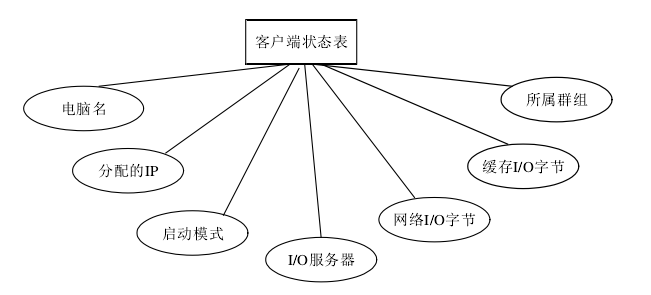 客户端状态表
电脑名
分配的IP
启动模式
I/O服务器
网络I/O字节
缓存I/O字节
所属群组